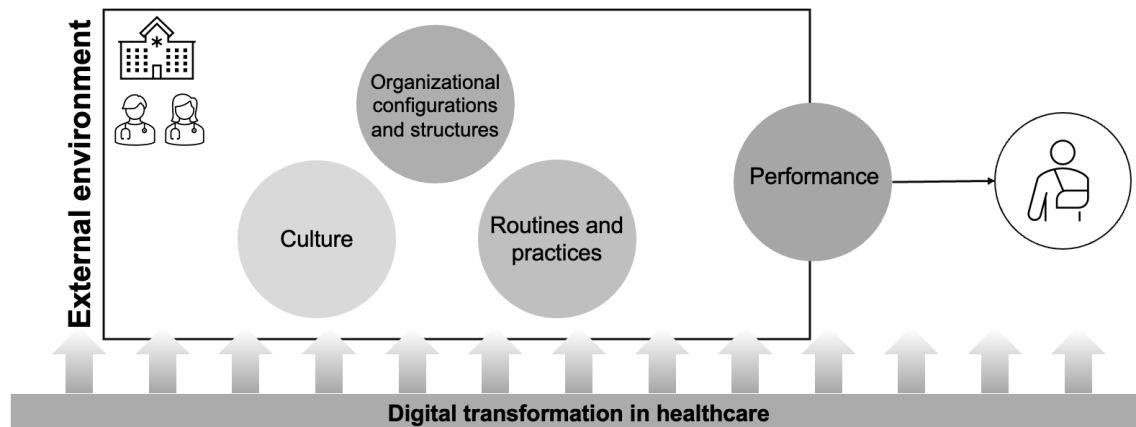 External environment
Organizational
configurations
and structures
Culture
Routines and
practices
Performance
Digital transformation in healthcare